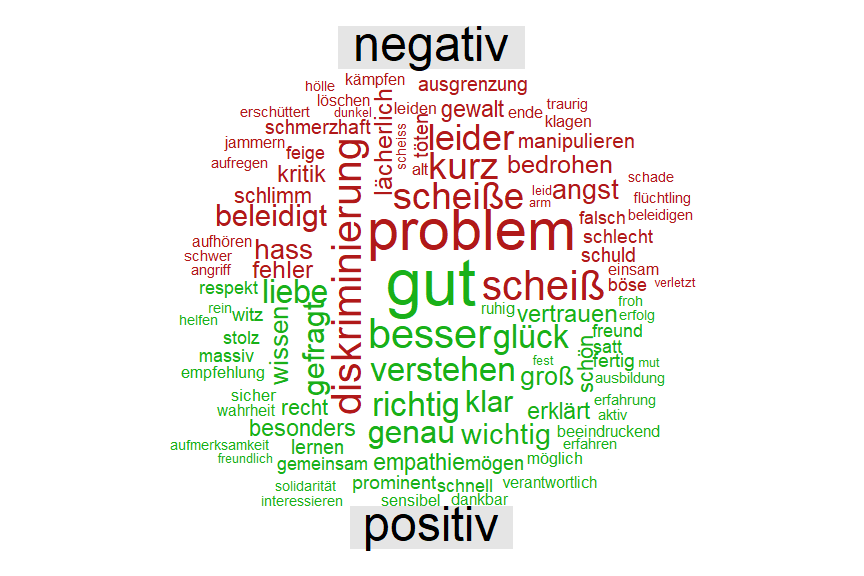 negativ
hölle kämpfen ausgrenzung
löschen leiden gewalt ende traurig
erschüttert dunkel klagen
schmerzhaft lächerlich scheiss töten leider manipulieren
jammern feige
aufregen kritik alt kurz bedrohen
schlimm scheiße leid angst schade
arm flüchtling
beleidigt diskriminierung problem falsch beleidigen
aufhören hass schlecht
schwer schuld
angriff fehler scheiß einsam
respekt liebe gut böse verletzt
rein ruhig froh
helfen witz vertrauen erfolg
stolz wissen gefragt besser glück freund
massiv schön satt
empfehlung verstehen fest fertig mut
groß ausbildung
sicher richtig klar erfahrung
wahrheit recht erklärt aktiv
besonders genau wichtig beeindruckend
aufmerksamkeit lernen erfahren
freundlich gemeinsam empathie mögen möglich
solidarität prominent schnell verantwortlich
interessieren sensibel dankbar
positiv